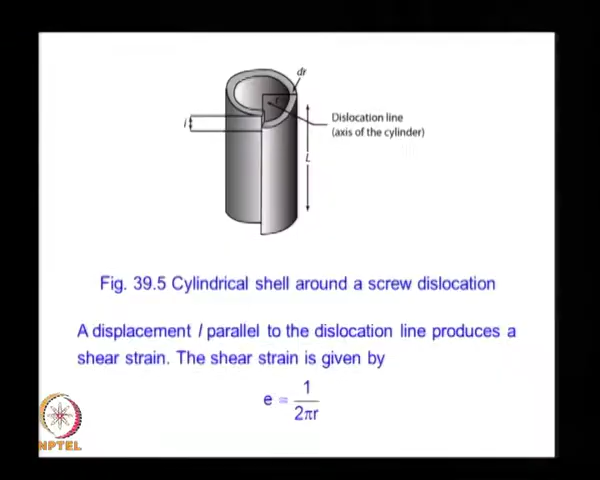 dr
r
Dislocation line
(axis of the cylinder)
l
L
Fig. 39.5 Cylindrical shell around a screw dislocation
A displacement l parallel to the dislocation line produces a
shear strain. The shear strain is given by
e = 1/2πr
NPTEL